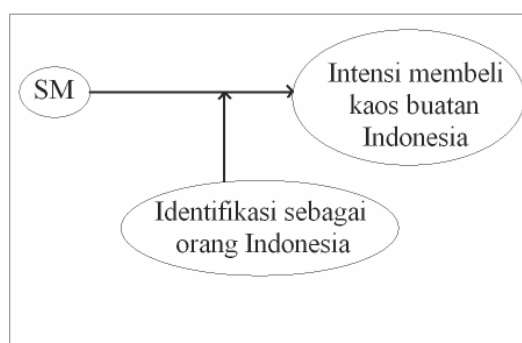 SM
Intensi membeli
kaos buatan
Indonesia
Identifikasi sebagai
orang Indonesia